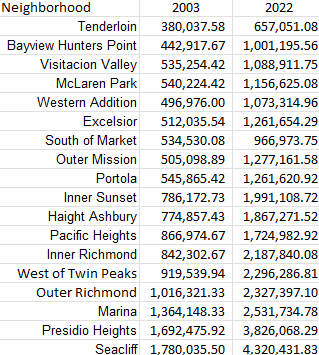 Neighborhood 2003 2022
Tenderloin 380,037.58 657,051.08
Bayview Hunters Point 442,917.67 1,001,195.56
Visitacion Valley 535,254.42 1,088,911.75
McLaren Park 540,224.42 1,156,625.08
Western Addition 496,976.00 1,073,314.96
Excelsior 512,035.54 1,261,654.29
South of Market 534,530.08 966,973.75
Outer Mission 505,098.89 1,277,161.58
Portola 545,865.42 1,261,620.92
Inner Sunset 786,172.73 1,991,108.72
Haight Ashbury 774,857.43 1,867,271.52
Pacific Heights 866,974.67 1,724,982.92
Inner Richmond 842,302.67 2,187,840.08
West of Twin Peaks 919,539.94 2,296,286.81
Outer Richmond 1,016,321.33 2,327,397.10
Marina 1,364,148.33 2,531,734.78
Presidio Heights 1,692,475.92 3,826,068.29
Seacliff 1,780,035.50 4,320,431.83